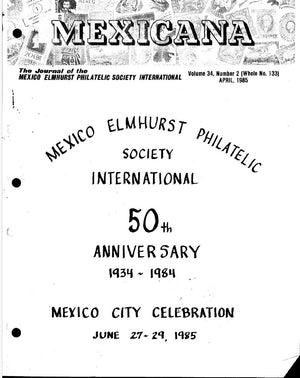 MEXICANA
The Journal of the
MEXICO ELMHURST PHILATELIC SOCIETY INTERNATIONAL
Volume 34, Number 2 (Whole No. 133)
APRIL, 1985
MEXICO ELMHURST PHILATELIC
SOCIETY
INTERNATIONAL
50th
ANNIVERSARY
1934 - 1984
MEXICO CITY CELEBRATION
JUNE 27-29, 1985